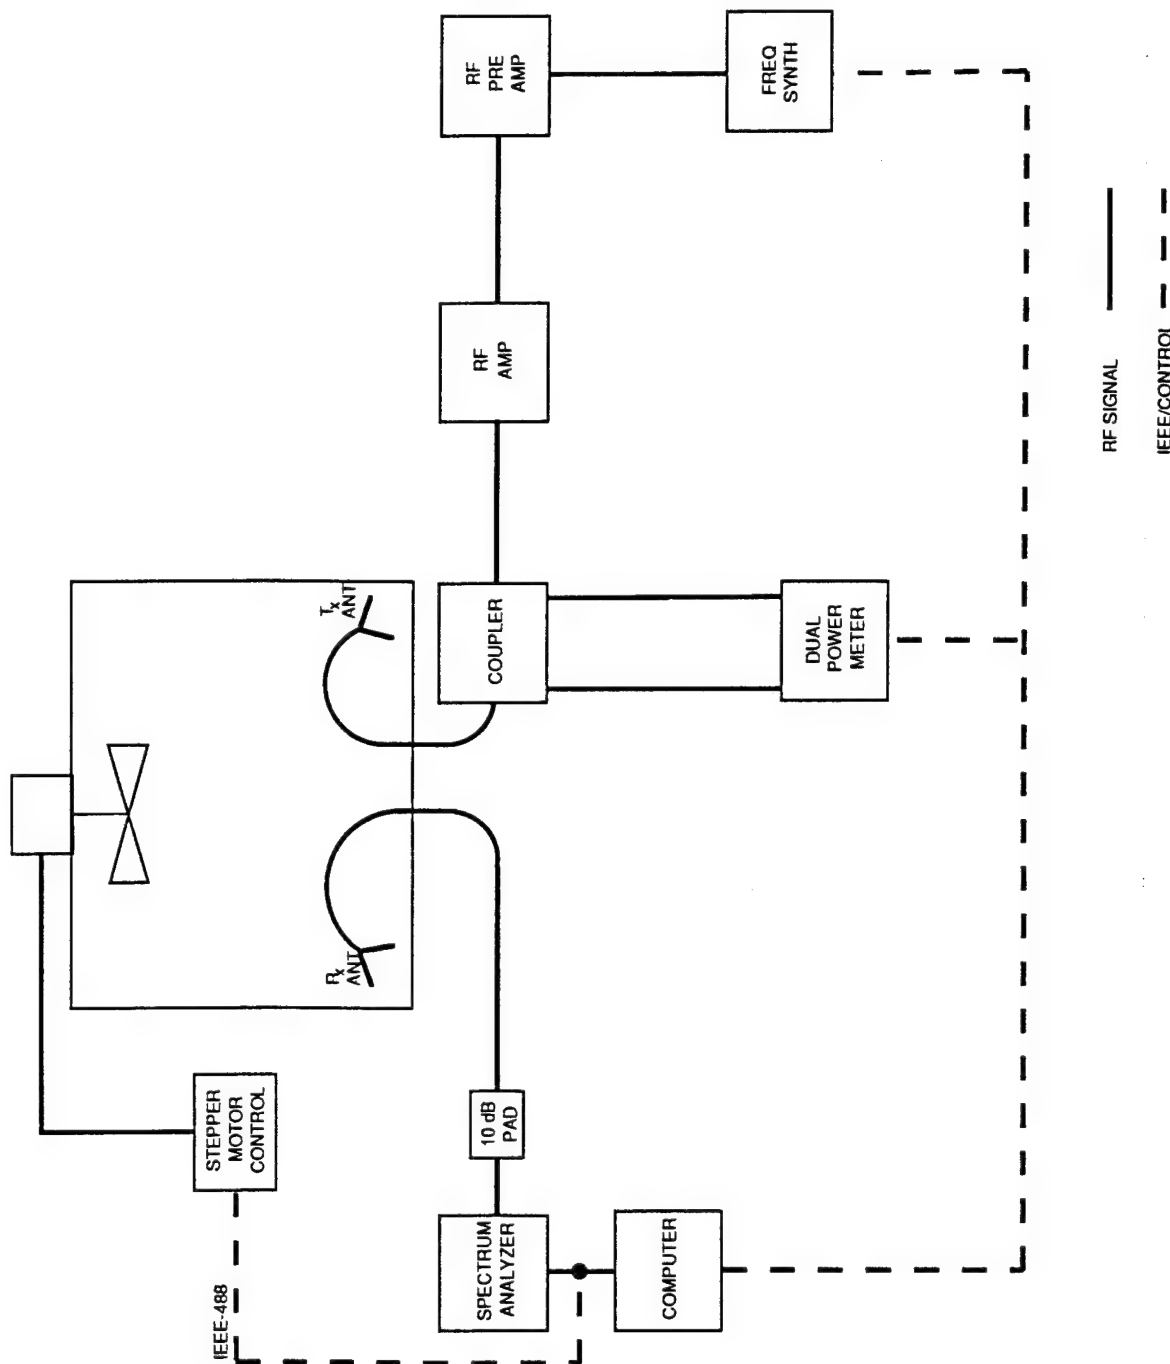 IEEE-488
STEPPER
MOTOR
CONTROL
SPECTRUM
ANALYZER
10 dB
PAD
COMPUTER
Rx
ANT
Tx
ANT
COUPLER
DUAL
POWER
METER
RF
AMP
RF
PRE
AMP
FREQ
SYNTH
RF SIGNAL
IEEE/CONTROL